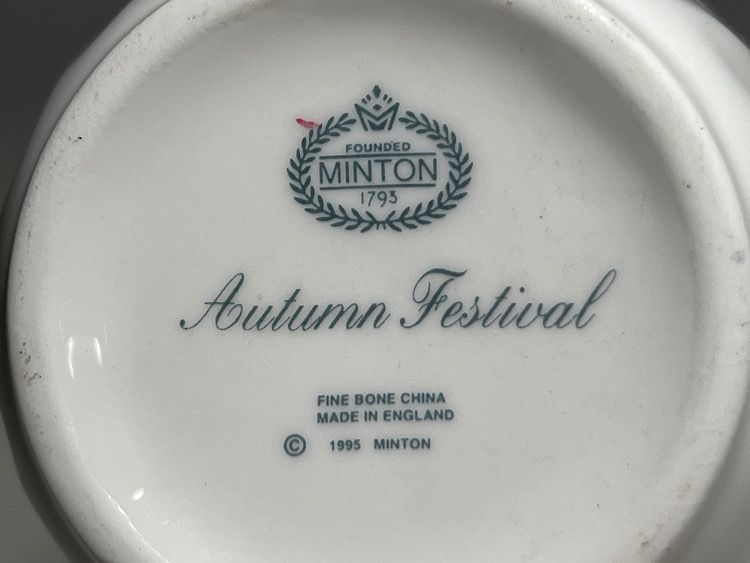 FOUNDED
MINTON
1793
Autumn Festival
FINE BONE CHINA
MADE IN ENGLAND
© 1995 MINTON